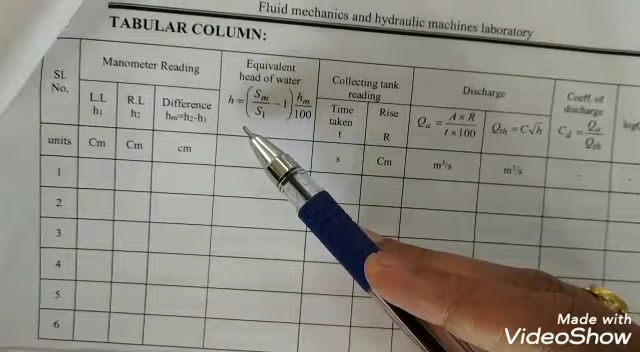 Fluid mechanics and hydraulic machines laboratory
TABULAR COLUMN:
Sl. No.
Manometer Reading
Equivalent head of water
h = (Sm/S1 − 1) hm/100
Collecting tank reading
Discharge
Coeff. of discharge
Cd = Qa/Qth
L.L h1
R.L h2
Difference hm=h2-h1
Time taken t
Rise R
Qa = A × R / t × 100
Qth = C√h
units
Cm
Cm
cm
s
Cm
m³/s
m³/s
1
2
3
4
5
6
Made with
VideoShow